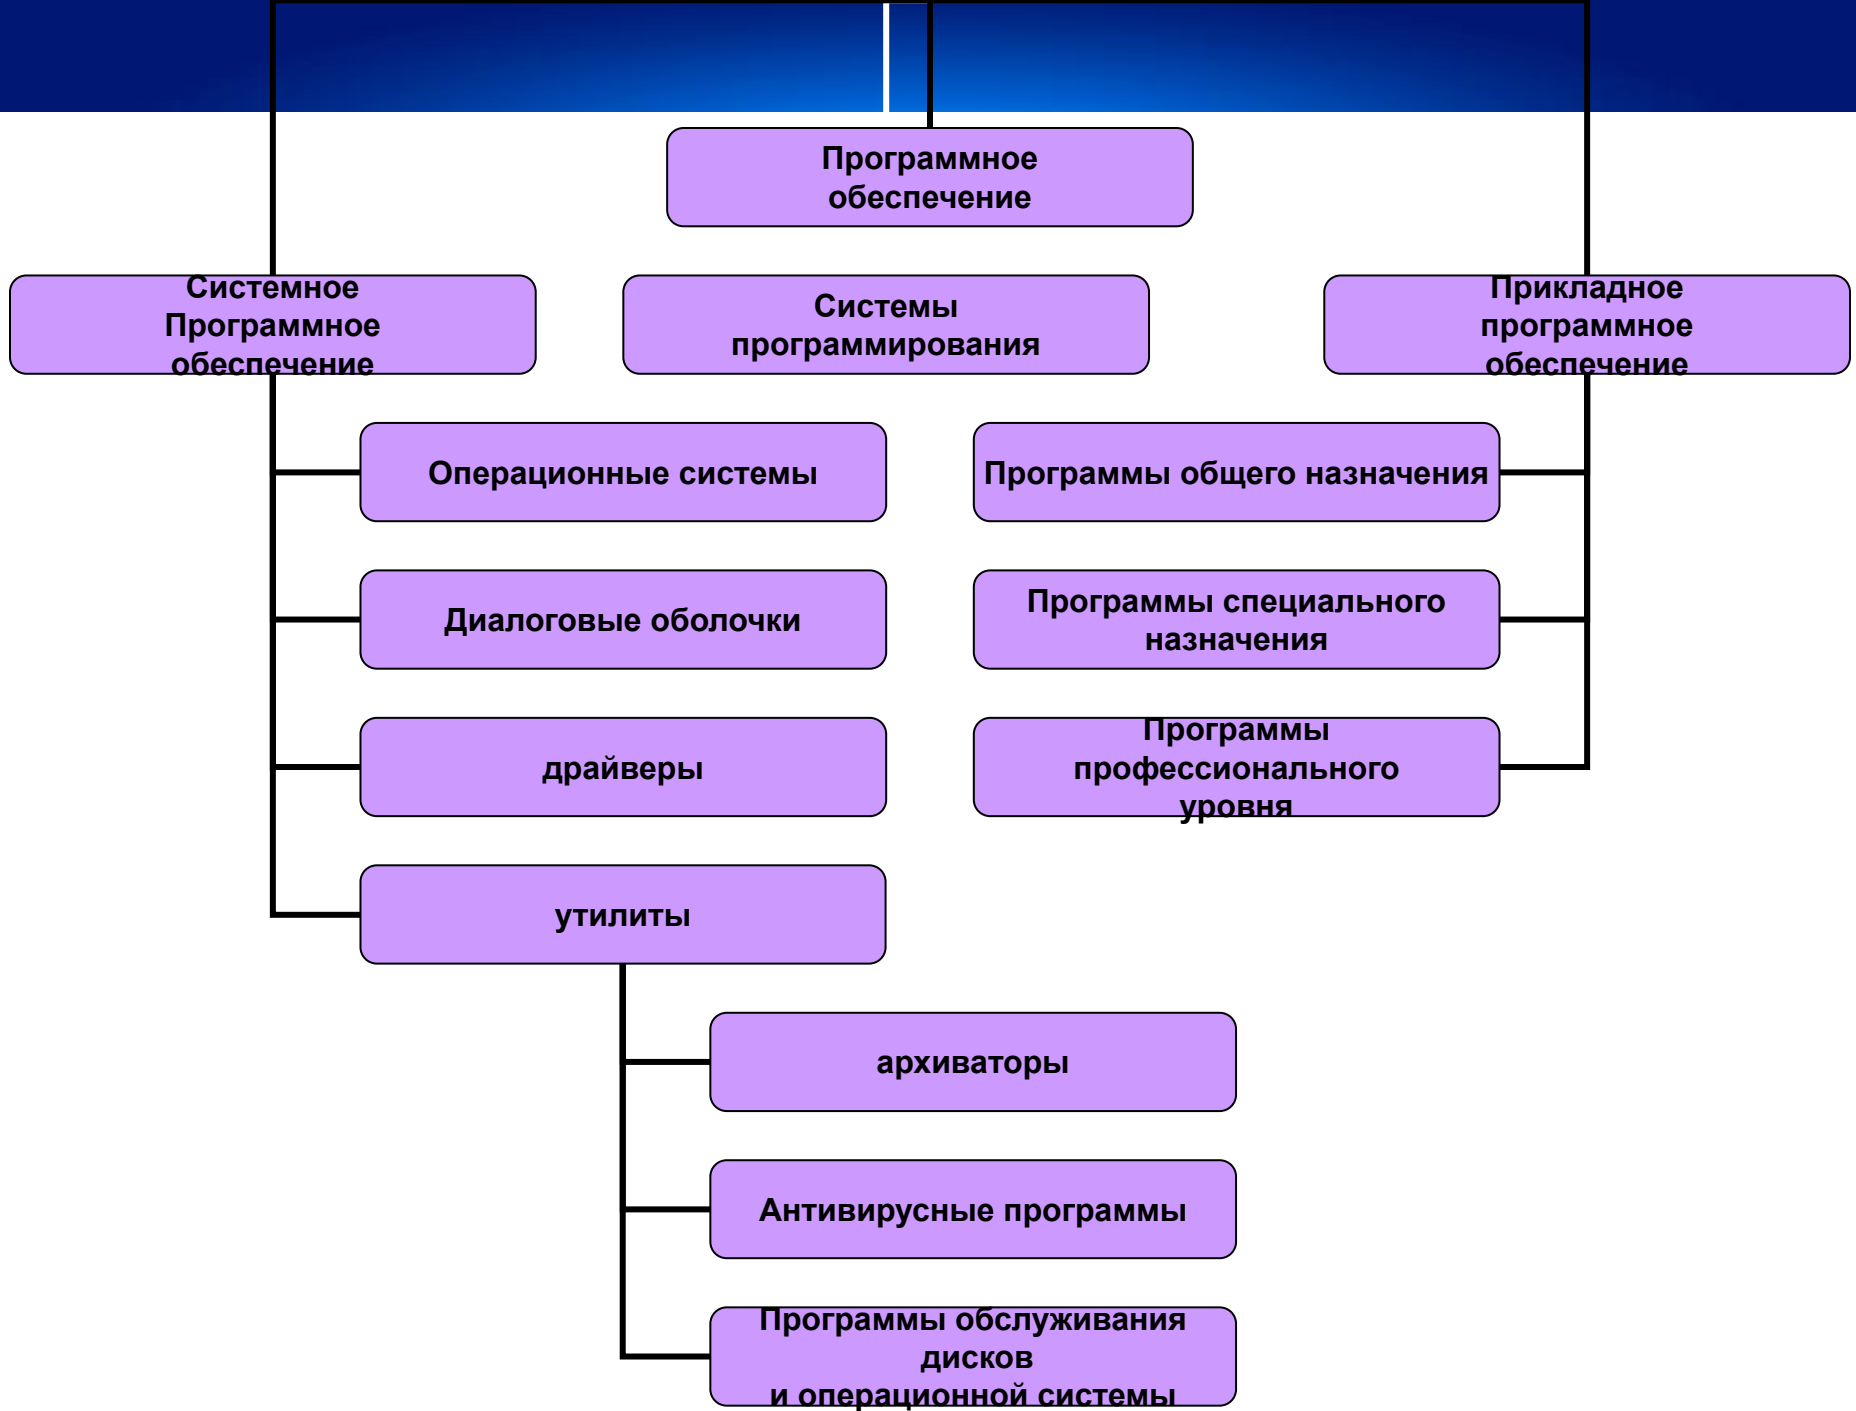 Программное
обеспечение
Системное
Программное
обеспечение
Системы
программирования
Прикладное
программное
обеспечение
Операционные системы
Программы общего назначения
Диалоговые оболочки
Программы специального
назначения
драйверы
Программы
профессионального
уровня
утилиты
архиваторы
Антивирусные программы
Программы обслуживания
дисков
и операционной системы